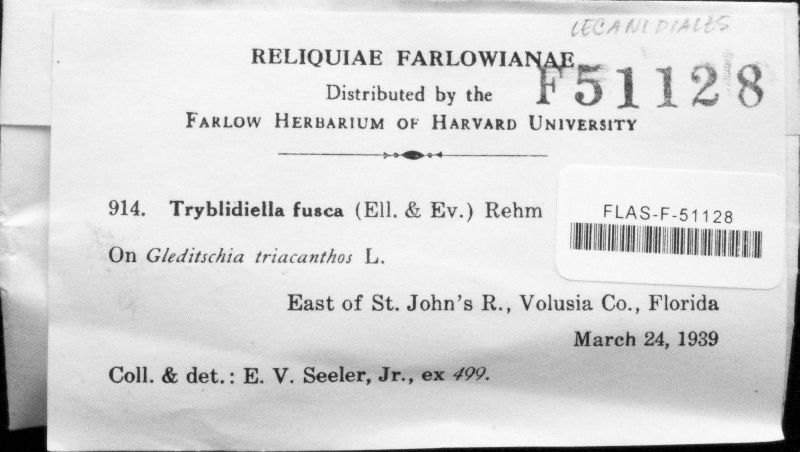 LECANIDIALES
RELIQUIAE FARLOWIANAE
F51128
Distributed by the
FARLOW HERBARIUM OF HARVARD UNIVERSITY
FLAS-F-51128
914. Tryblidiella fusca (Ell. & Ev.) Rehm
On Gleditschia triacanthos L.
East of St. John's R., Volusia Co., Florida
March 24, 1939
Coll. & det.: E. V. Seeler, Jr., ex 499.